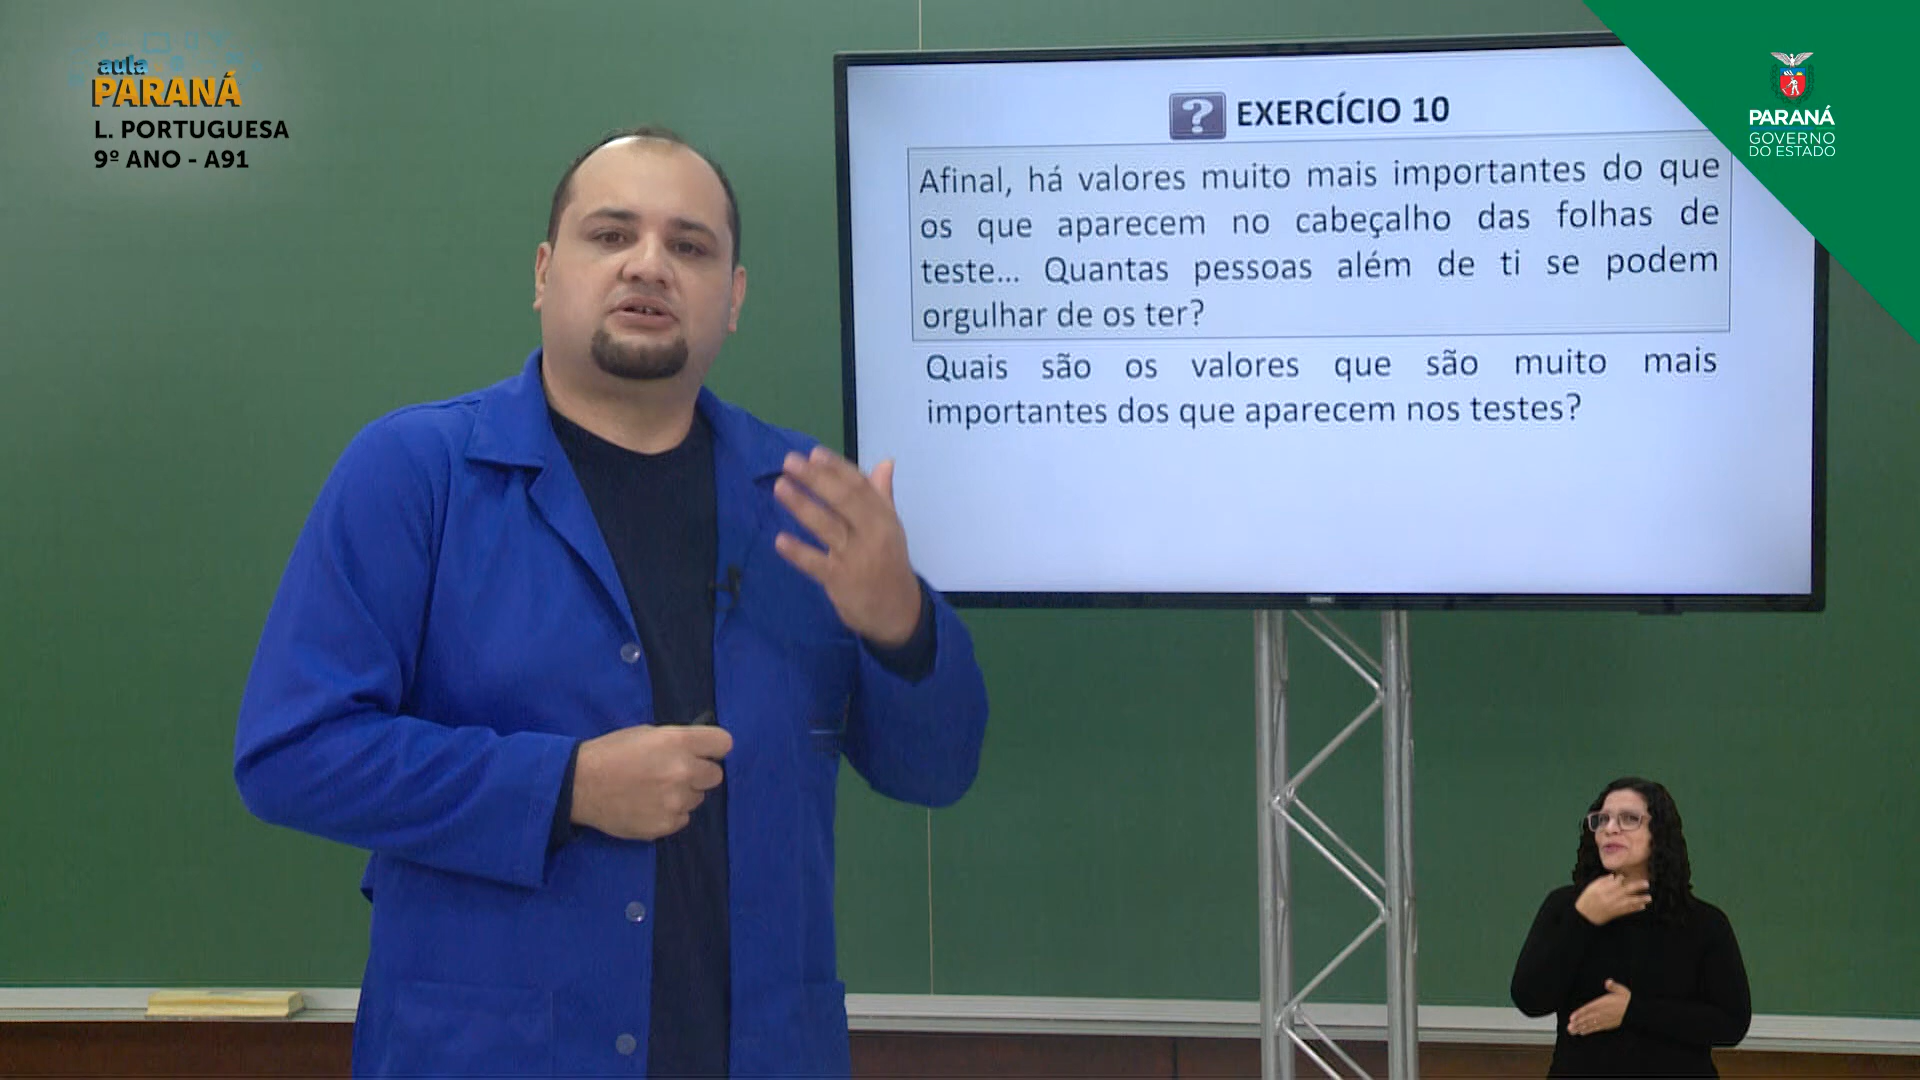 aula
PARANÁ
L. PORTUGUESA
9º ANO - A91
? EXERCÍCIO 10
Afinal, há valores muito mais importantes do que
os que aparecem no cabeçalho das folhas de
teste... Quantas pessoas além de ti se podem
orgulhar de os ter?
Quais são os valores que são muito mais
importantes dos que aparecem nos testes?
PARANÁ
GOVERNO
DO ESTADO